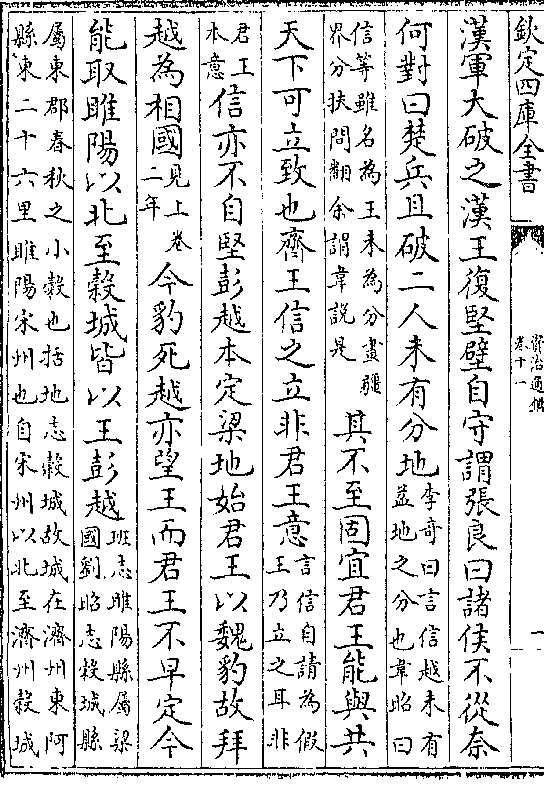 欽定四庫全書
資治通鑑
卷十一
一
漢軍大破之漢王復堅壁自守謂張良曰諸侯不從奈
何對曰楚兵且破二人未有分地李奇曰言信越未有益地之分也韋昭曰
信等雖名為王未為分畫疆界分扶問翻余謂韋說是其不至固宜君王能與共
天下可立致也齊王信之立非君王意言信自請為假王乃立之耳非
君王本意信亦不自堅彭越本定梁地始君王以魏豹故拜
越為相國見上卷二年今豹死越亦望王而君王不早定今
能取睢陽以北至穀城皆以王彭越班志睢陽縣屬梁國劉昭志穀城縣
屬東郡春秋之小穀也括地志穀城故城在濟州東阿
縣東二十六里睢陽宋州也自宋州以北至濟州穀城